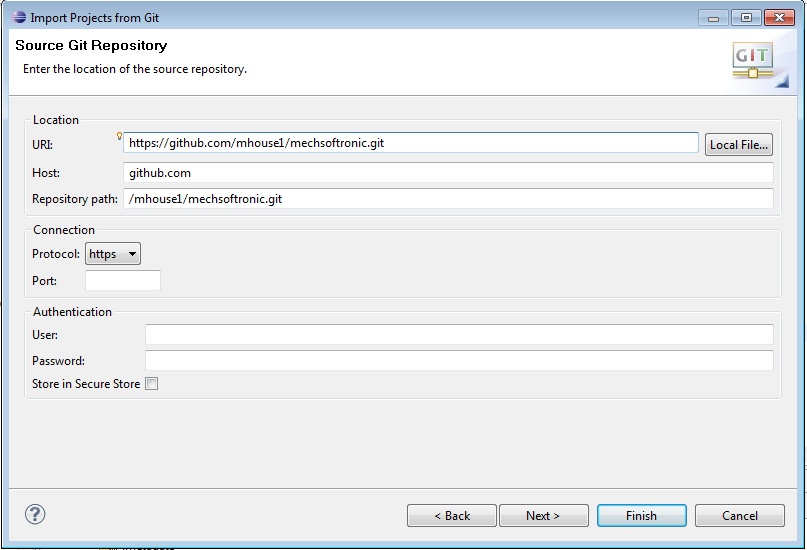 Import Projects from Git
Source Git Repository
Enter the location of the source repository.
GIT
Location
URI: https://github.com/mhouse1/mechsoftronic.git Local File...
Host: github.com
Repository path: /mhouse1/mechsoftronic.git
Connection
Protocol: https
Port:
Authentication
User:
Password:
Store in Secure Store
? < Back Next > Finish Cancel